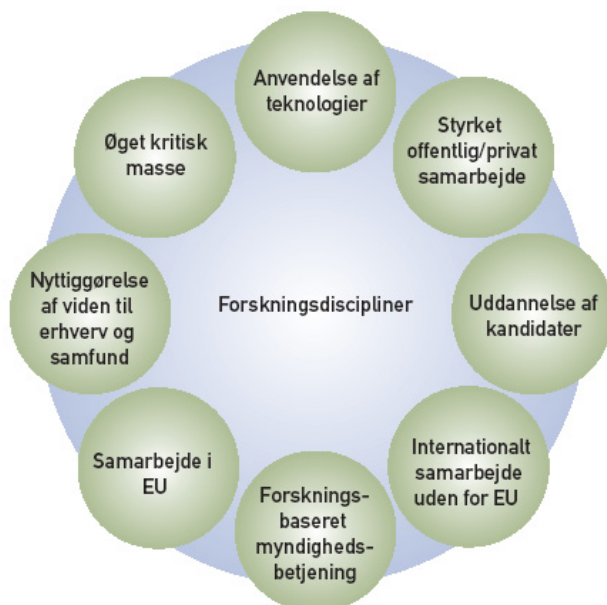 Anvendelse af
teknologier
Styrket
offentlig/privat
samarbejde
Øget kritisk
masse
Nyttiggørelse
af viden til
erhverv og
samfund
Forskningsdiscipliner
Uddannelse af
kandidater
Samarbejde i
EU
Internationalt
samarbejde
uden for EU
Forsknings-
baseret
myndigheds-
betjening